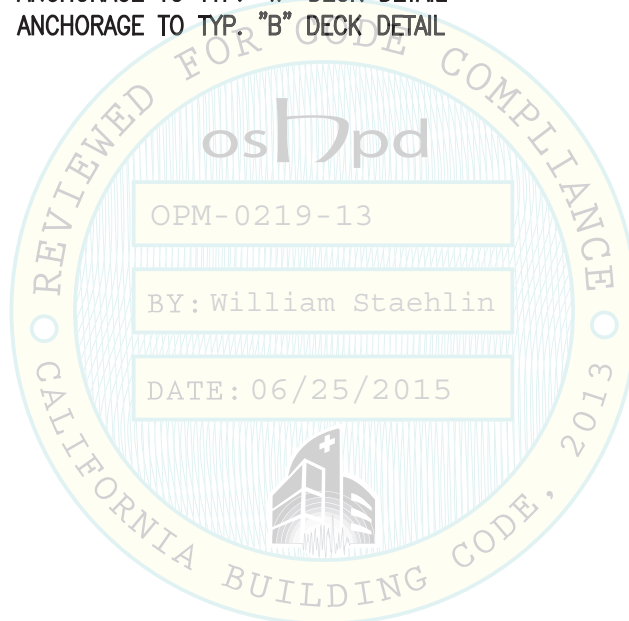 ANCHORAGE TO TYP. "B" DECK DETAIL
REVIEWED FOR CODE COMPLIANCE
oshpd
OPM-0219-13
BY: William Staehlin
DATE: 06/25/2015
CALIFORNIA BUILDING CODE, 2013